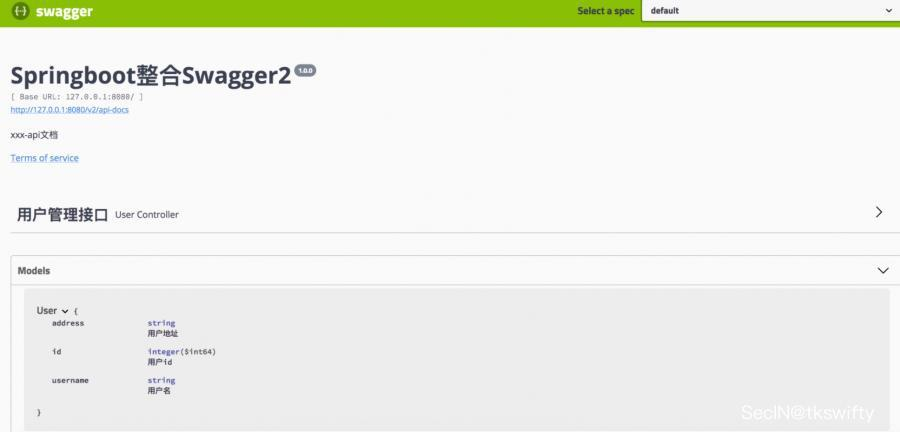 swagger
Select a spec default
Springboot整合Swagger2 1.0.0
[ Base URL: 127.0.0.1:8080/ ]
http://127.0.0.1:8080/v2/api-docs
xxx-api文档
Terms of service
用户管理接口 User Controller
Models
User {
address string
用户地址
id integer($int64)
用户id
username string
用户名
}
SecIN@tkswifty